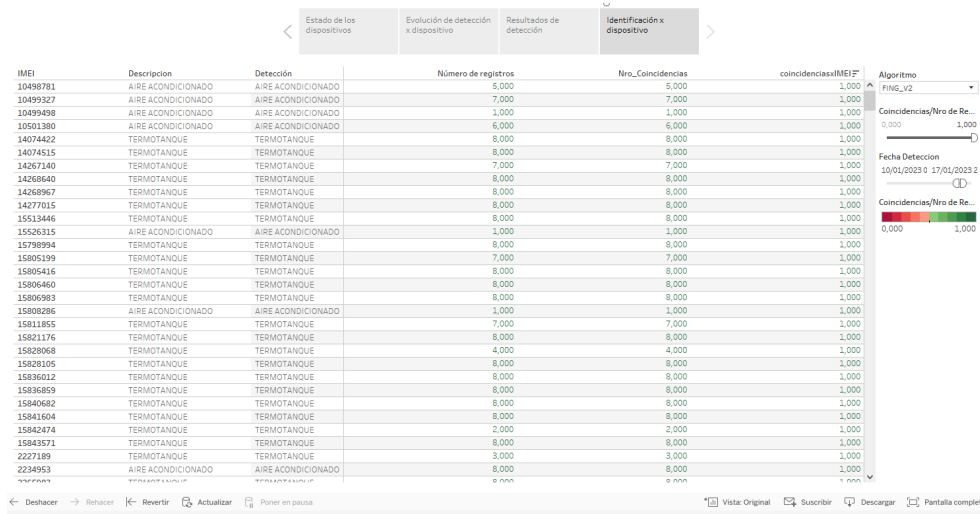 Estado de los dispositivos
Evolución de detección x dispositivo
Resultados de detección
Identificación x dispositivo
IMEI Descripcion Detección Número de registros Nro_Coincidencias coincidenciasxIMEI
10498781 AIRE ACONDICIONADO AIRE ACONDICIONADO 5,000 5,000 1,000
10499327 AIRE ACONDICIONADO AIRE ACONDICIONADO 7,000 7,000 1,000
10499498 AIRE ACONDICIONADO AIRE ACONDICIONADO 1,000 1,000 1,000
10501380 AIRE ACONDICIONADO AIRE ACONDICIONADO 6,000 6,000 1,000
14074422 TERMOTANQUE TERMOTANQUE 8,000 8,000 1,000
14074515 TERMOTANQUE TERMOTANQUE 8,000 8,000 1,000
14267140 TERMOTANQUE TERMOTANQUE 7,000 7,000 1,000
14268640 TERMOTANQUE TERMOTANQUE 8,000 8,000 1,000
14268967 TERMOTANQUE TERMOTANQUE 8,000 8,000 1,000
14277015 TERMOTANQUE TERMOTANQUE 8,000 8,000 1,000
15513446 TERMOTANQUE TERMOTANQUE 8,000 8,000 1,000
15526315 AIRE ACONDICIONADO AIRE ACONDICIONADO 1,000 1,000 1,000
15798994 TERMOTANQUE TERMOTANQUE 8,000 8,000 1,000
15805199 TERMOTANQUE TERMOTANQUE 7,000 7,000 1,000
15805416 TERMOTANQUE TERMOTANQUE 8,000 8,000 1,000
15806460 TERMOTANQUE TERMOTANQUE 8,000 8,000 1,000
15806983 TERMOTANQUE TERMOTANQUE 8,000 8,000 1,000
15808286 AIRE ACONDICIONADO AIRE ACONDICIONADO 1,000 1,000 1,000
15811855 TERMOTANQUE TERMOTANQUE 7,000 7,000 1,000
15821176 TERMOTANQUE TERMOTANQUE 8,000 8,000 1,000
15828068 TERMOTANQUE TERMOTANQUE 4,000 4,000 1,000
15828105 TERMOTANQUE TERMOTANQUE 8,000 8,000 1,000
15836012 TERMOTANQUE TERMOTANQUE 8,000 8,000 1,000
15836859 TERMOTANQUE TERMOTANQUE 8,000 8,000 1,000
15840682 TERMOTANQUE TERMOTANQUE 8,000 8,000 1,000
15841604 TERMOTANQUE TERMOTANQUE 8,000 8,000 1,000
15842474 TERMOTANQUE TERMOTANQUE 2,000 2,000 1,000
15843571 TERMOTANQUE TERMOTANQUE 8,000 8,000 1,000
2227189 TERMOTANQUE TERMOTANQUE 3,000 3,000 1,000
2234953 AIRE ACONDICIONADO AIRE ACONDICIONADO 8,000 8,000 1,000
Algoritmo
FING_V2
Coincidencias/Nro de Re...
0,000 1,000
Fecha Deteccion
10/01/2023 0 17/01/2023 2
Coincidencias/Nro de Re...
0,000 1,000
Deshacer Rehacer Revertir Actualizar Poner en pausa Vista: Original Suscribir Descargar Pantalla complet